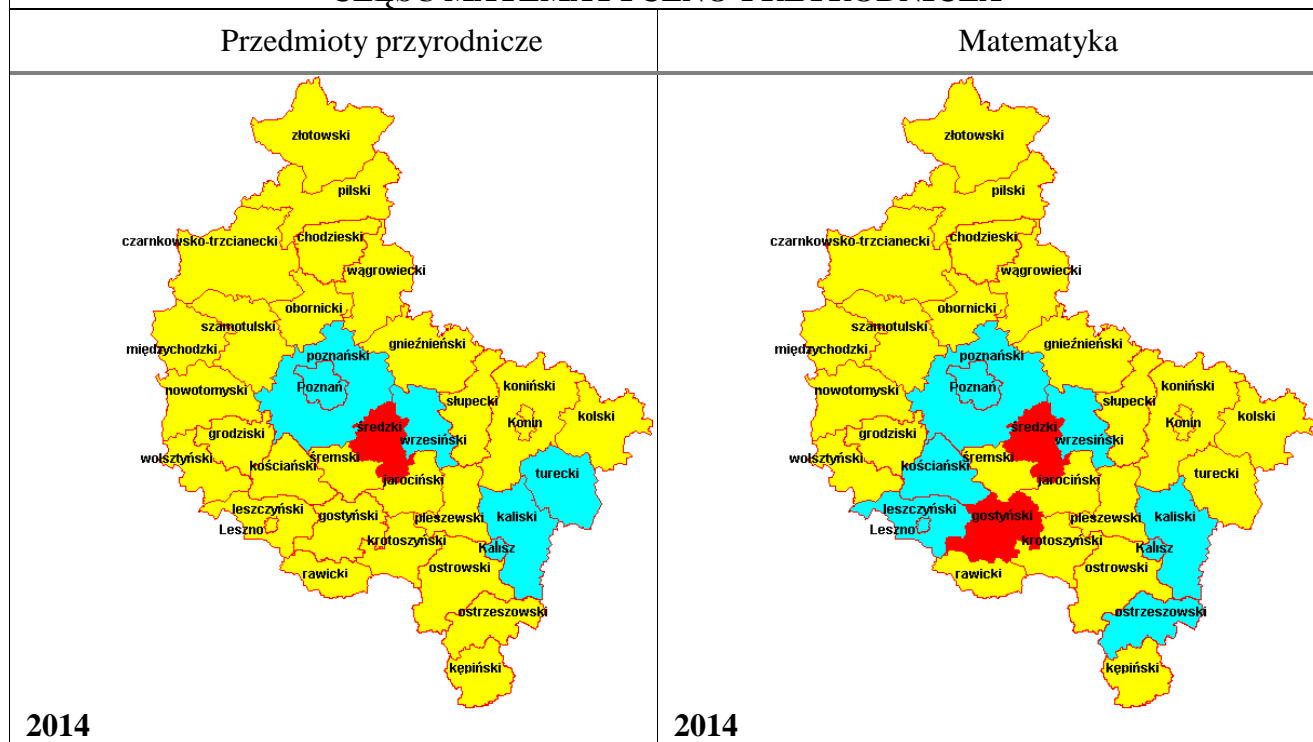 CZĘŚĆ MATEMATYCZNO-PRZYRODNICZA
Przedmioty przyrodnicze
Matematyka
złotowski
pilski
czarnkowsko-trzcianecki
chodzieski
wągrowiecki
obornicki
szamotulski
gnieźnieński
międzychodzki
poznański
Poznań
koniński
nowotomyski
słupecki
kolski
Konin
średzki
grodziski
wrzesiński
wolsztyński
śremski
kościański
turecki
jarociński
leszczyński
gostyński
pleszewski
kaliski
Leszno
krotoszyński
Kalisz
ostrowski
rawicki
ostrzeszowski
kępiński
2014
złotowski
pilski
czarnkowsko-trzcianecki
chodzieski
wągrowiecki
obornicki
szamotulski
gnieźnieński
międzychodzki
poznański
Poznań
koniński
nowotomyski
słupecki
kolski
Konin
średzki
grodziski
wrzesiński
wolsztyński
śremski
kościański
turecki
jarociński
leszczyński
gostyński
pleszewski
kaliski
Leszno
krotoszyński
Kalisz
ostrowski
rawicki
ostrzeszowski
kępiński
2014